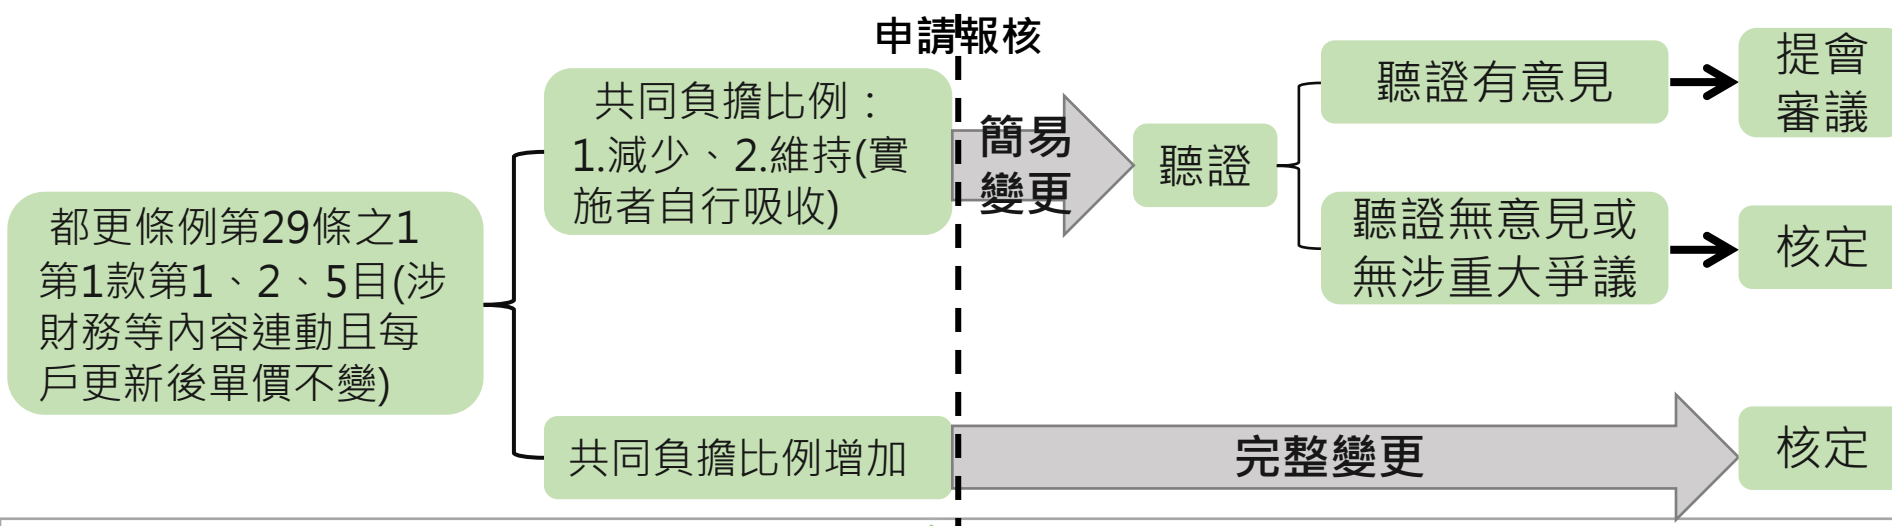 申請報核
都更條例第29條之1
第1款第1、2、5目(涉
財務等內容連動且每
戶更新後單價不變)
共同負擔比例：
1.減少、2.維持(實
施者自行吸收)
簡易
變更
聽證
聽證有意見
提會
審議
聽證無意見或
無涉重大爭議
核定
共同負擔比例增加
完整變更
核定